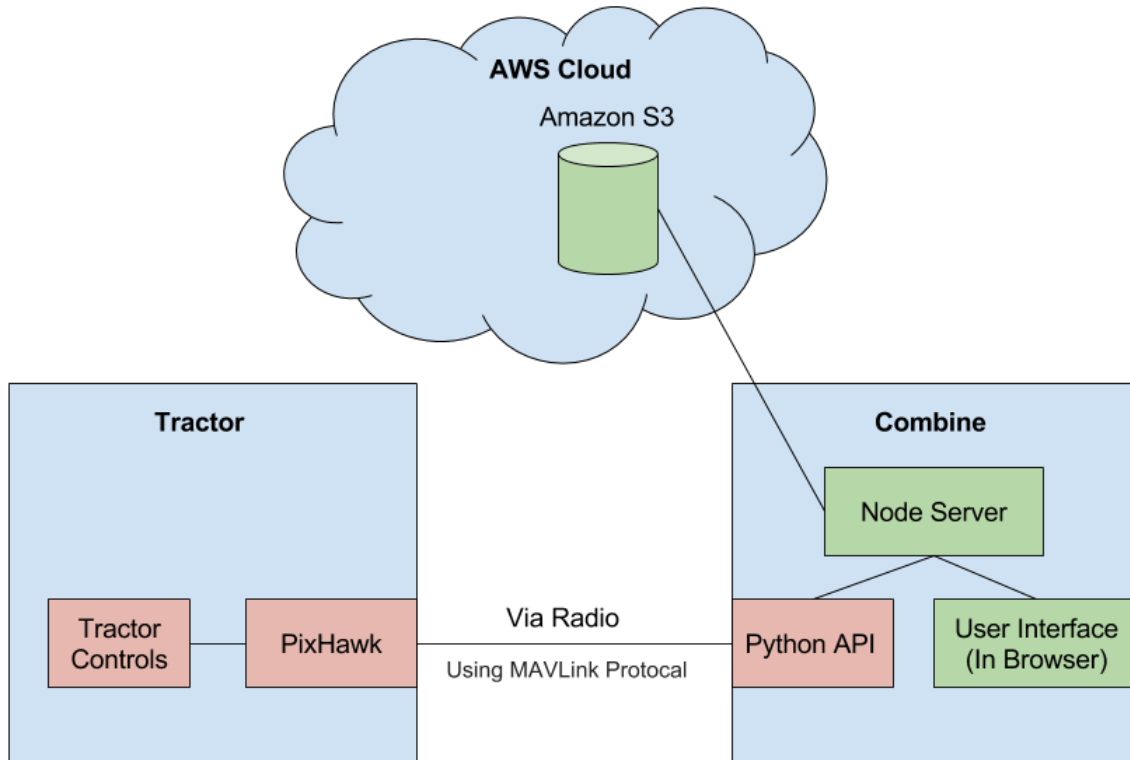 AWS Cloud
Amazon S3
Tractor
Combine
Node Server
Tractor
Controls
PixHawk
Via Radio
Using MAVLink Protocal
Python API
User Interface
(In Browser)